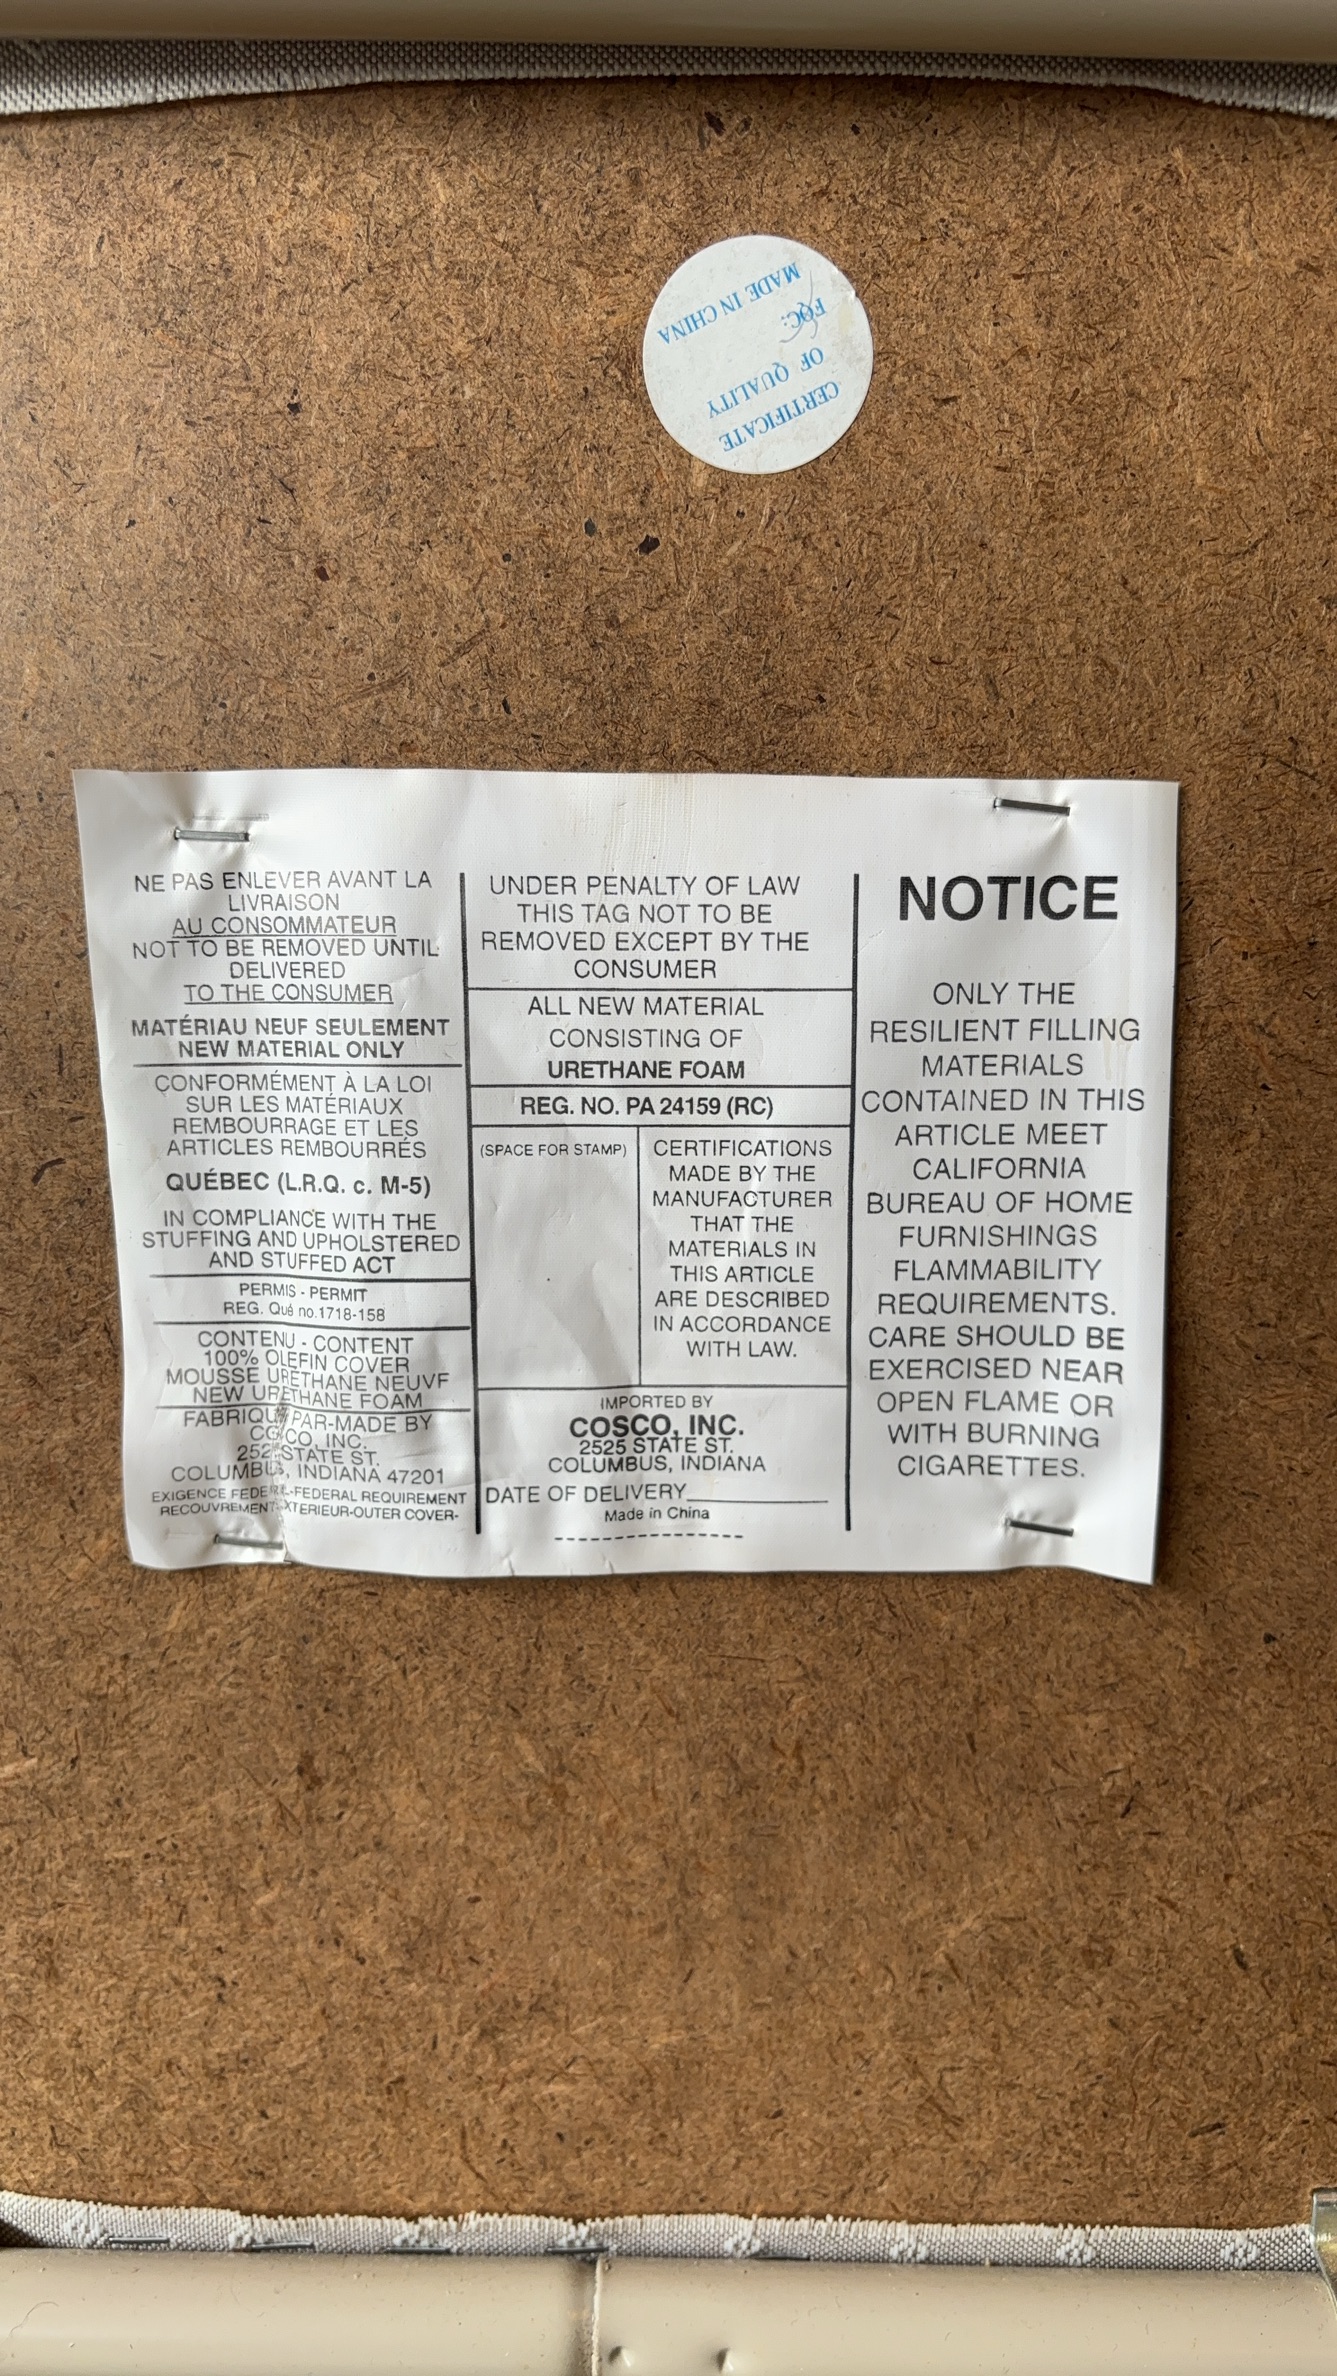 CERTIFICATE
OF QUALITY
FQC:
MADE IN CHINA
NE PAS ENLEVER AVANT LA
LIVRAISON
AU CONSOMMATEUR
NOT TO BE REMOVED UNTIL
DELIVERED
TO THE CONSUMER
MATÉRIAU NEUF SEULEMENT
NEW MATERIAL ONLY
CONFORMÉMENT À LA LOI
SUR LES MATÉRIAUX
REMBOURRAGE ET LES
ARTICLES REMBOURRÉS
QUÉBEC (L.R.Q. c. M-5)
IN COMPLIANCE WITH THE
STUFFING AND UPHOLSTERED
AND STUFFED ACT
PERMIS - PERMIT
REG. Qué no.1718-158
CONTENU - CONTENT
100% OLEFIN COVER
MOUSSE URETHANE NEUVF
NEW URETHANE FOAM
PAR-MADE BY
INC.
STATE ST.
COLUMBUS, INDIANA 47201
EXIGENCE -FEDERAL REQUIREMENT
RECOUVREMENT -OUTER COVER-
UNDER PENALTY OF LAW
THIS TAG NOT TO BE
REMOVED EXCEPT BY THE
CONSUMER
ALL NEW MATERIAL
CONSISTING OF
URETHANE FOAM
REG. NO. PA 24159 (RC)
(SPACE FOR STAMP)
CERTIFICATIONS
MADE BY THE
MANUFACTURER
THAT THE
MATERIALS IN
THIS ARTICLE
ARE DESCRIBED
IN ACCORDANCE
WITH LAW.
IMPORTED BY
COSCO, INC.
2525 STATE ST.
COLUMBUS, INDIANA
DATE OF DELIVERY
Made in China
NOTICE
ONLY THE
RESILIENT FILLING
MATERIALS
CONTAINED IN THIS
ARTICLE MEET
CALIFORNIA
BUREAU OF HOME
FURNISHINGS
FLAMMABILITY
REQUIREMENTS.
CARE SHOULD BE
EXERCISED NEAR
OPEN FLAME OR
WITH BURNING
CIGARETTES.